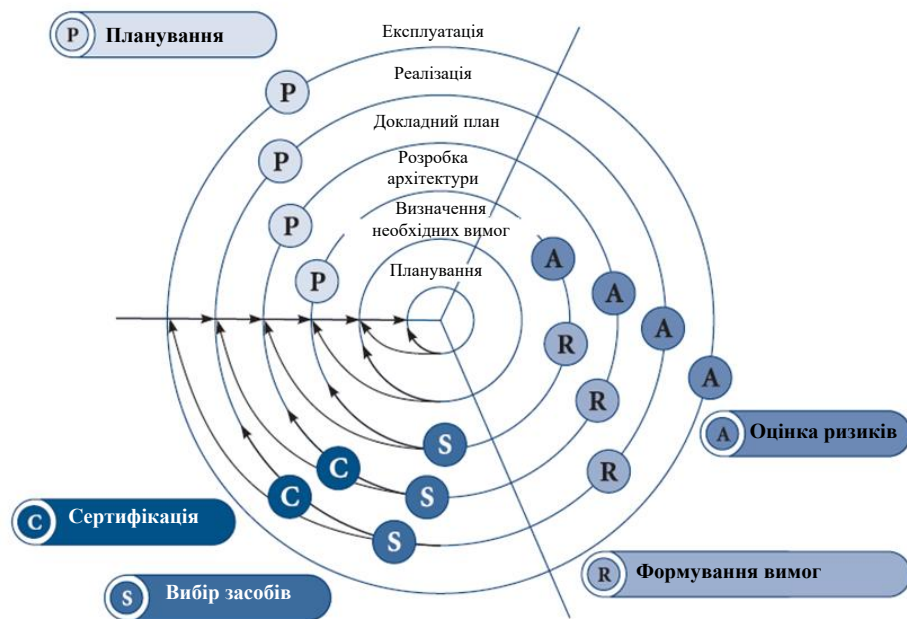 P Планування
Експлуатація
Реалізація
Докладний план
Розробка
архітектури
Визначення
необхідних вимог
Планування
P
P
P
P
A
A
A
A
R
R
R
S
S
S
C
C
A Оцінка ризиків
C Сертифікація
S Вибір засобів
R Формування вимог